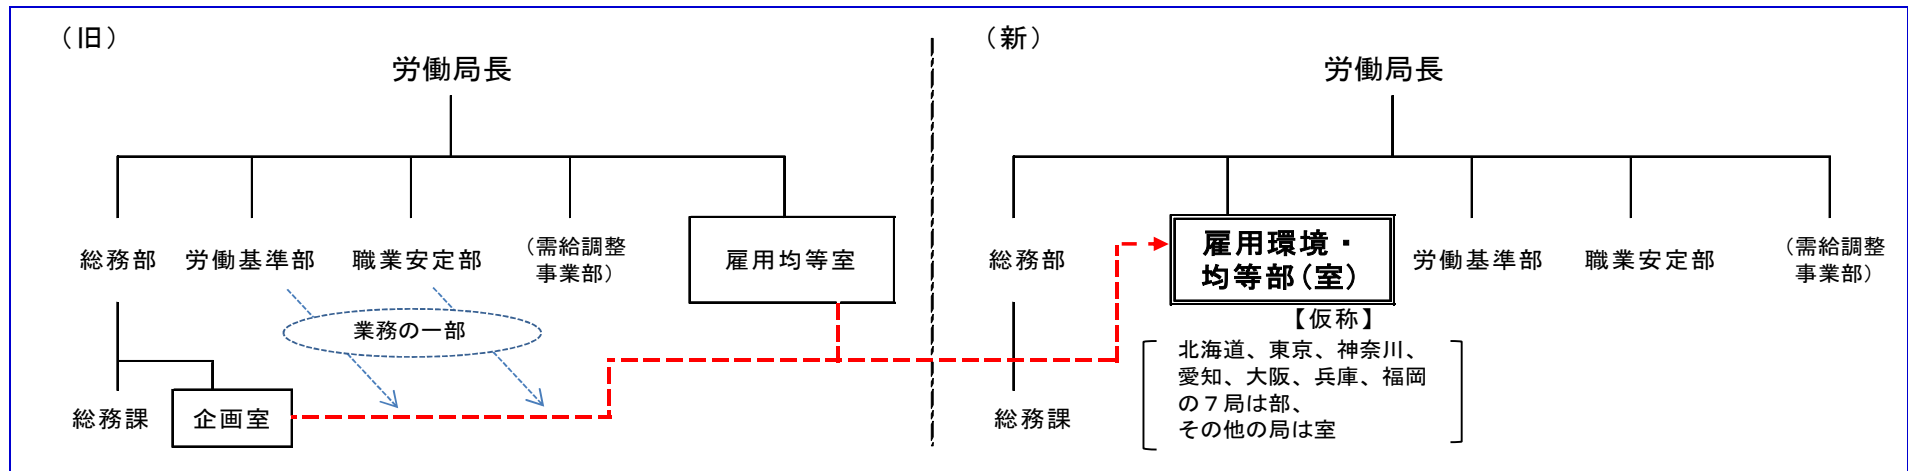 （旧）
労働局長
総務部
労働基準部
職業安定部
（需給調整
事業部）
雇用均等室
業務の一部
総務課
企画室
（新）
労働局長
総務部
雇用環境・
均等部（室）
【仮称】
北海道、東京、神奈川、
愛知、大阪、兵庫、福岡
の７局は部、
その他の局は室
労働基準部
職業安定部
（需給調整
事業部）
総務課